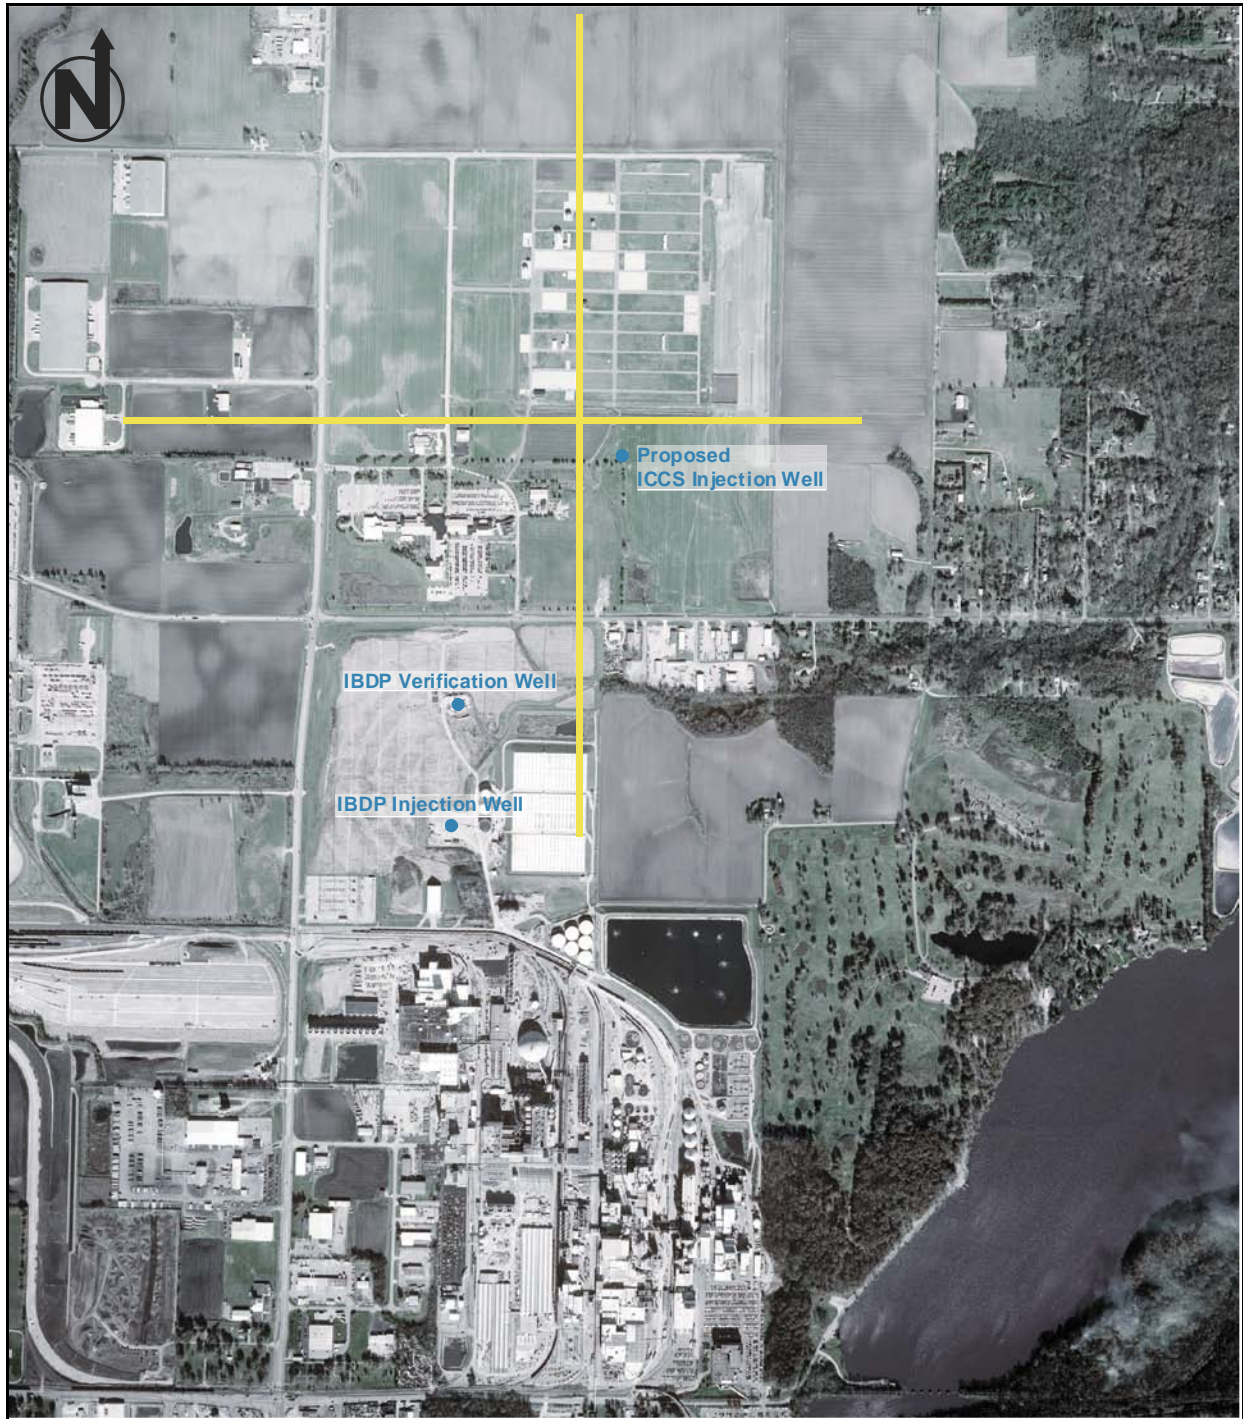 N
Proposed
ICCS Injection Well
IBDP Verification Well
IBDP Injection Well